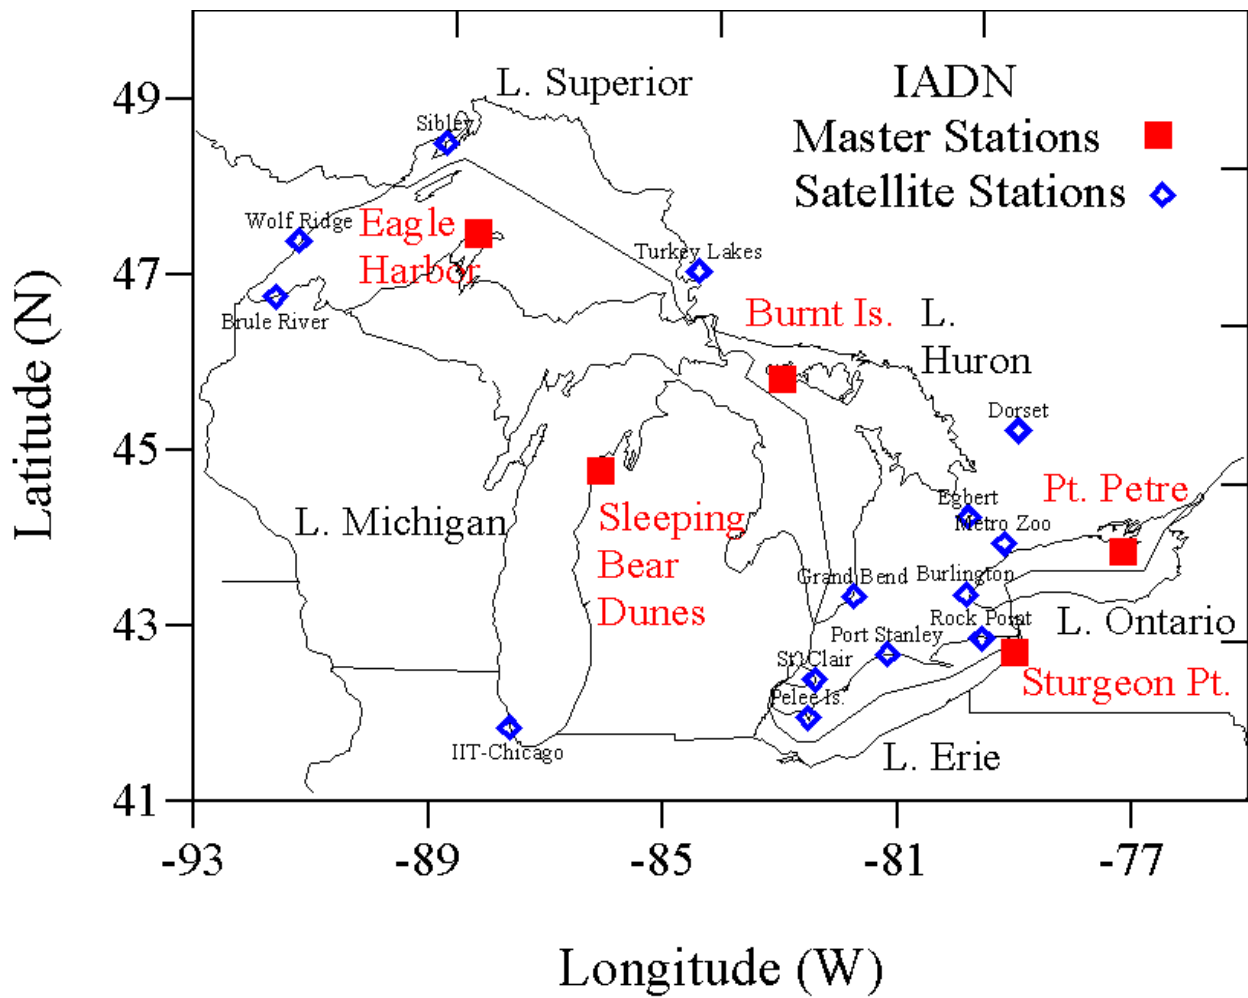 IADN
Master Stations
Satellite Stations
L. Superior
49
Sibley
Wolf Ridge
Eagle
Harbor
Turkey Lakes
47
Brule River
Burnt Is.
L.
Huron
Dorset
45
L. Michigan
Sleeping
Bear
Dunes
Egbert
Pt. Petre
Metro Zoo
Grand Bend
Burlington
43
Rock Point
L. Ontario
Port Stanley
St. Clair
Sturgeon Pt.
Pelee Is.
IIT-Chicago
L. Erie
41
-93
-89
-85
-81
-77
Latitude (N)
Longitude (W)